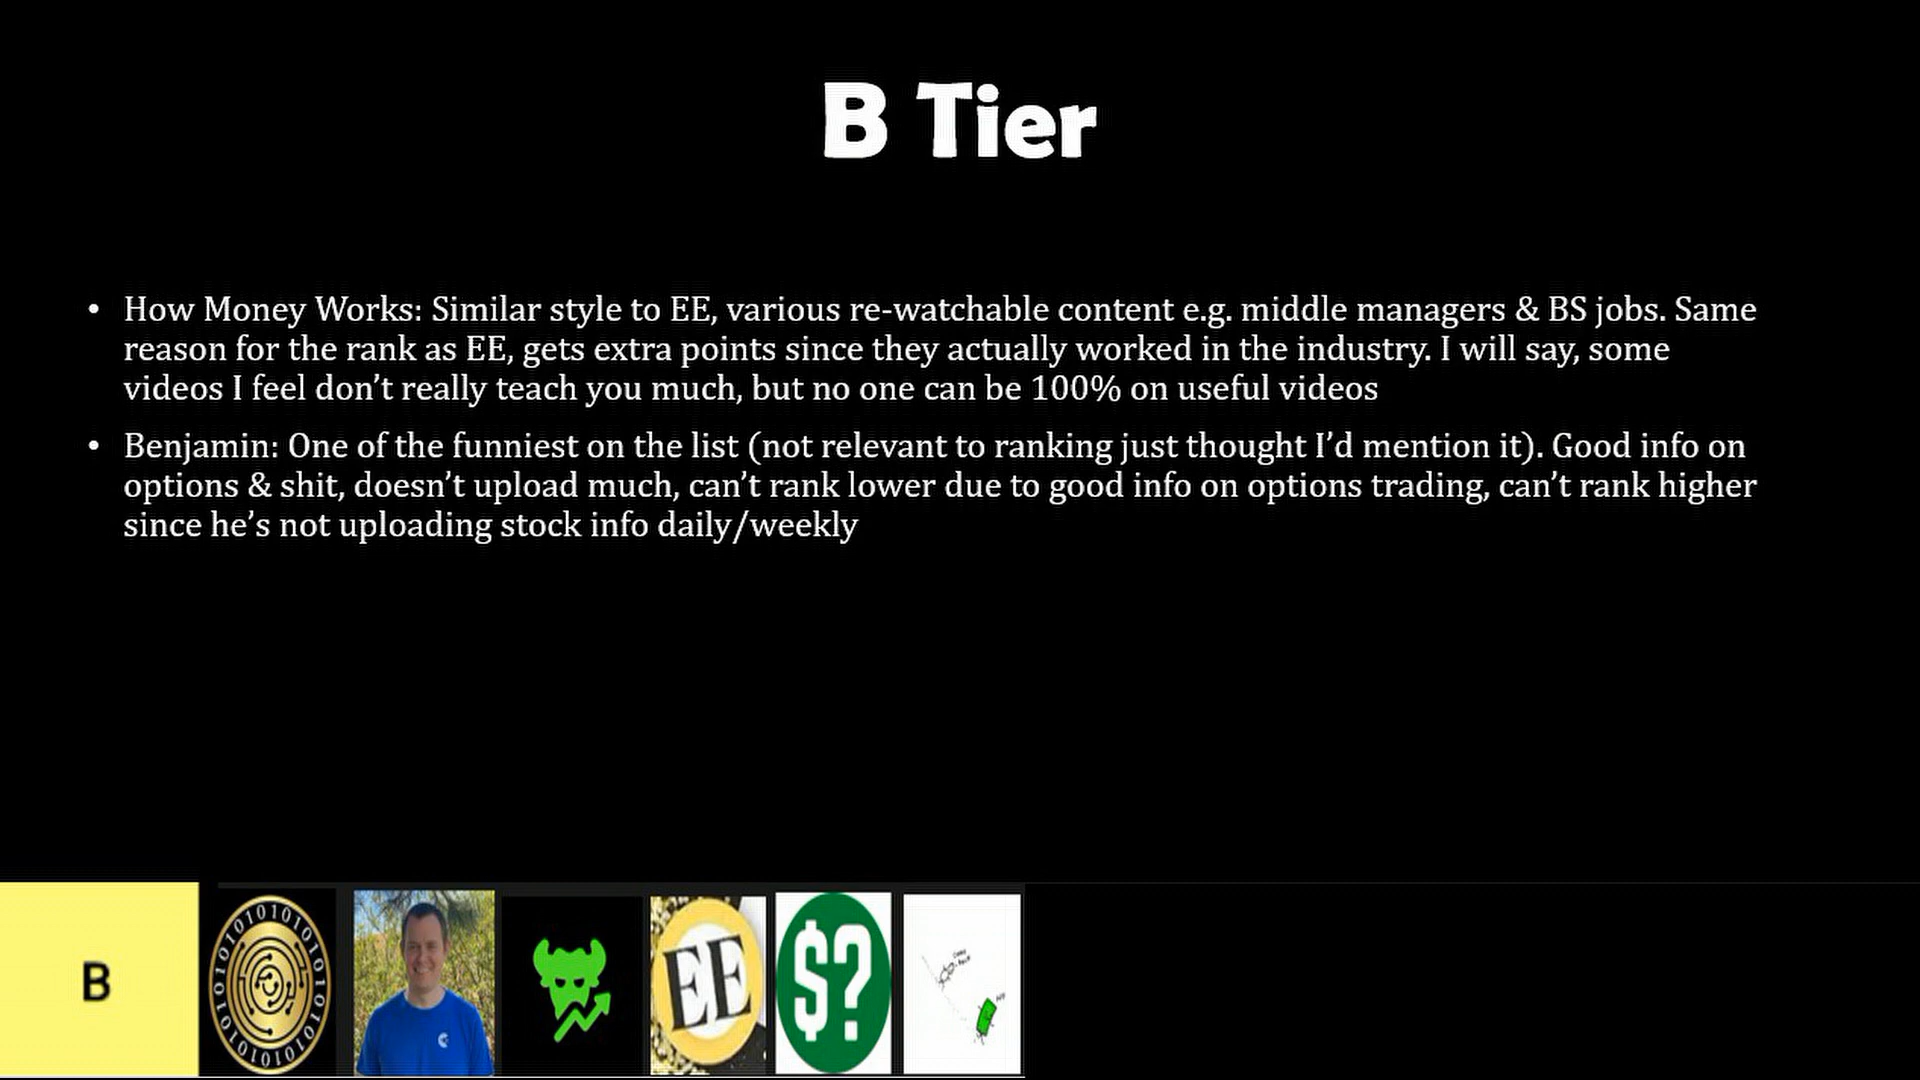 B Tier
• How Money Works: Similar style to EE, various re-watchable content e.g. middle managers & BS jobs. Same
reason for the rank as EE, gets extra points since they actually worked in the industry. I will say, some
videos I feel don’t really teach you much, but no one can be 100% on useful videos
• Benjamin: One of the funniest on the list (not relevant to ranking just thought I’d mention it). Good info on
options & shit, doesn’t upload much, can’t rank lower due to good info on options trading, can’t rank higher
since he’s not uploading stock info daily/weekly
B
EE
$?